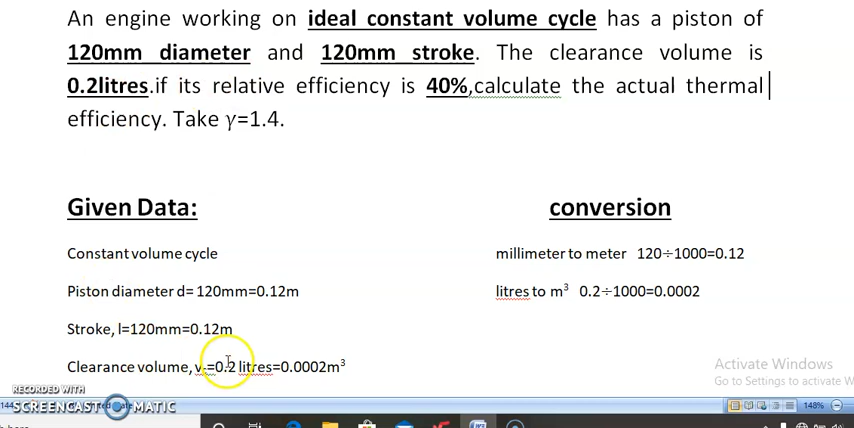 An engine working on ideal constant volume cycle has a piston of
120mm diameter and 120mm stroke. The clearance volume is
0.2litres.if its relative efficiency is 40%,calculate the actual thermal
efficiency. Take γ=1.4.
Given Data:
conversion
Constant volume cycle
millimeter to meter 120÷1000=0.12
Piston diameter d= 120mm=0.12m
litres to m³ 0.2÷1000=0.0002
Stroke, l=120mm=0.12m
Clearance volume, v =0.2 litres=0.0002m³
Activate Windows
Go to Settings to activate W
RECORDED WITH
SCREENCAST MATIC
148%